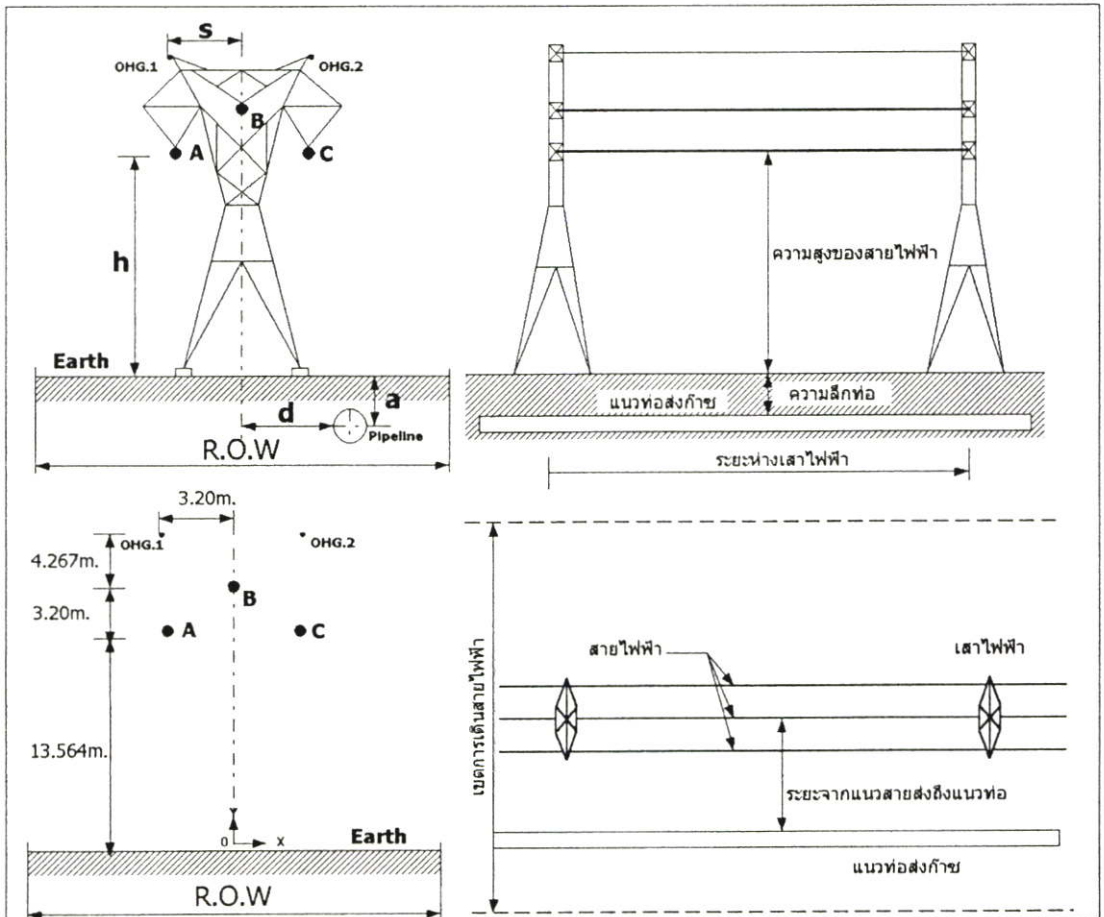 s
OHG.1
OHG.2
B
A
C
h
Earth
a
d
Pipeline
R.O.W
ความสูงของสายไฟฟ้า
แนวท่อส่งก๊าซ
ความลึกท่อ
ระยะห่างเสาไฟฟ้า
3.20m.
OHG.1
OHG.2
4.267m.
B
3.20m.
A
C
13.564m.
0
X
Earth
R.O.W
เขตการเดินสายไฟฟ้า
สายไฟฟ้า
เสาไฟฟ้า
ระยะจากแนวสายส่งถึงแนวท่อ
แนวท่อส่งก๊าซ